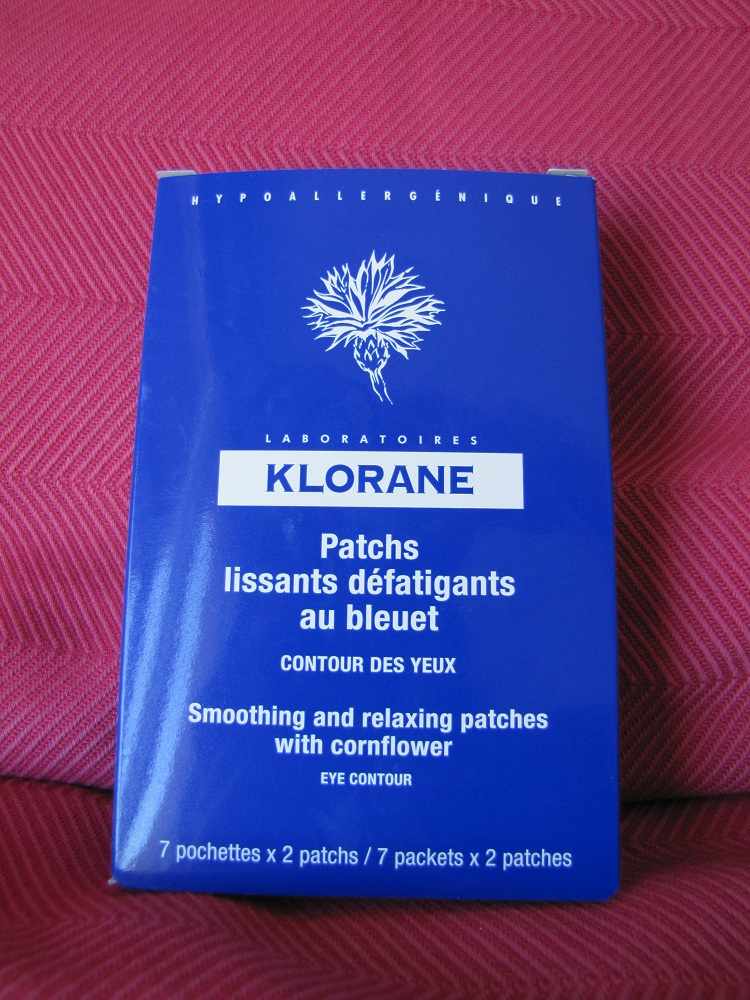 HYPOALLERGÉNIQUE
LABORATOIRES
KLORANE
Patchs
lissants défatigants
au bleuet
CONTOUR DES YEUX
Smoothing and relaxing patches
with cornflower
EYE CONTOUR
7 pochettes x 2 patchs / 7 packets x 2 patches